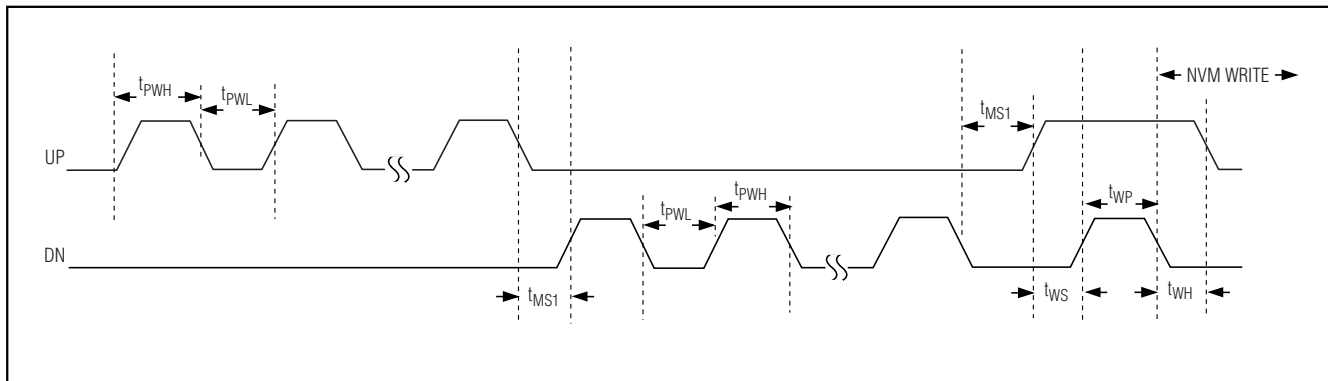 NVM WRITE
tPWH
tPWL
tMS1
UP
tPWL
tPWH
tWP
DN
tMS1
tWS
tWH